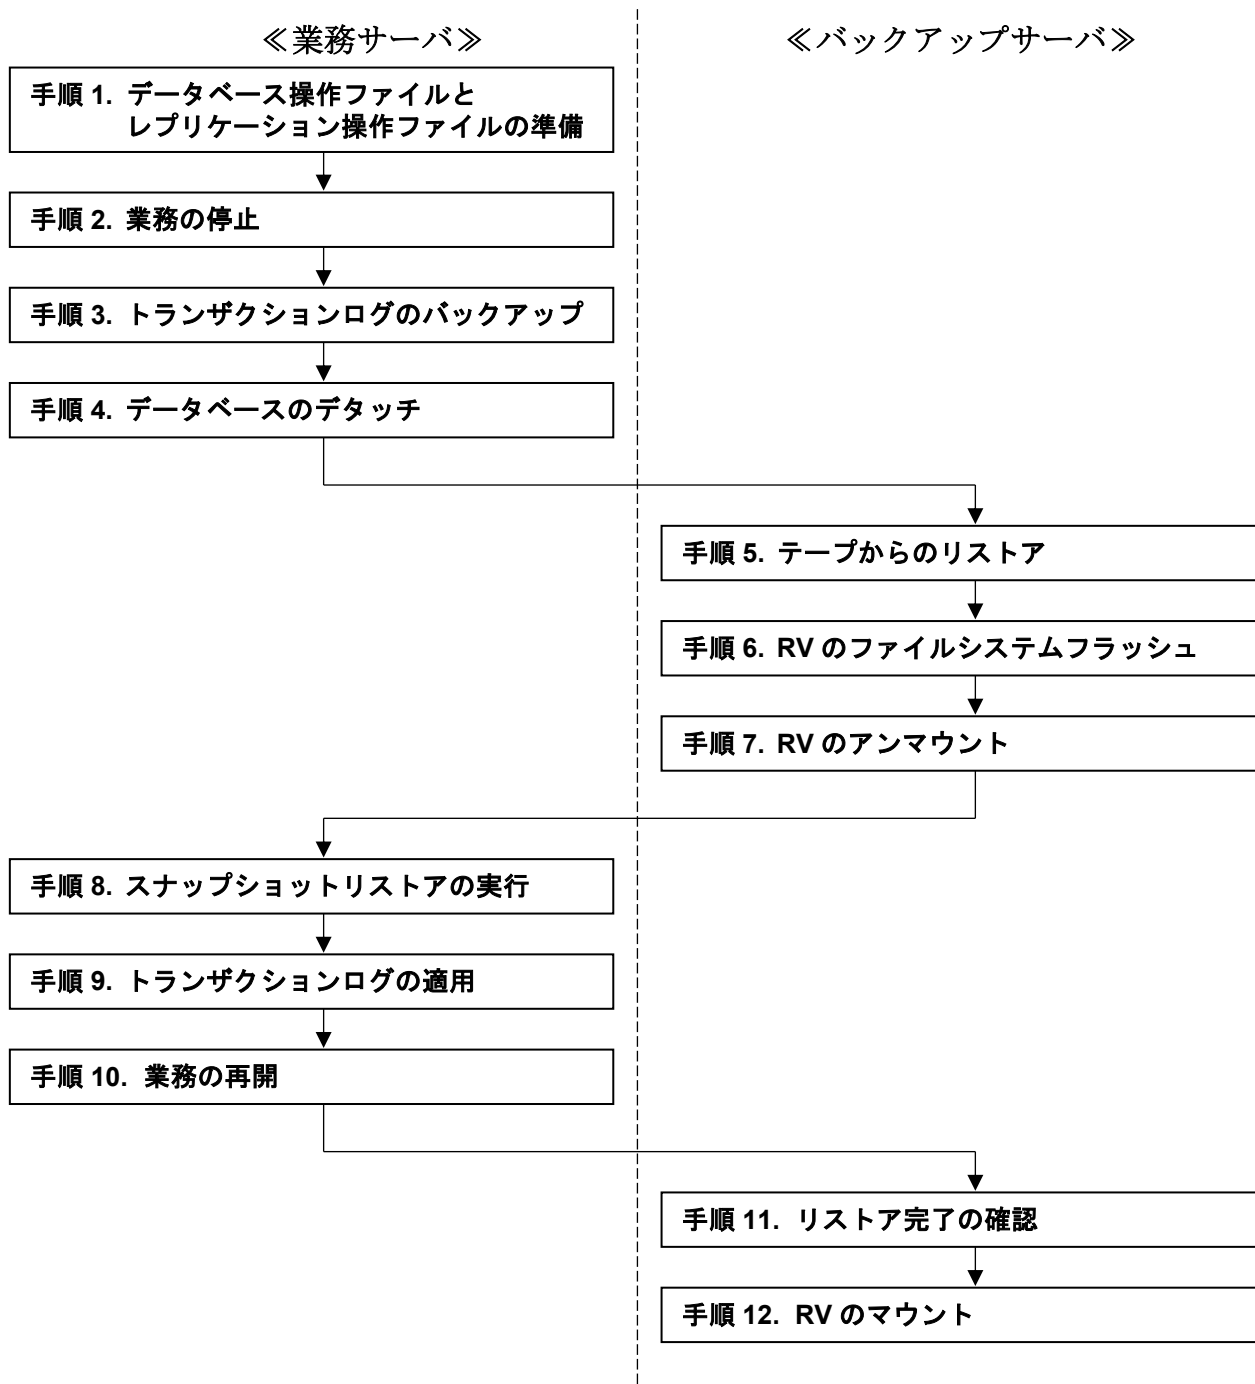 ≪業務サーバ≫
≪バックアップサーバ≫
手順 1. データベース操作ファイルと
レプリケーション操作ファイルの準備
手順 2. 業務の停止
手順 3. トランザクションログのバックアップ
手順 4. データベースのデタッチ
手順 5. テープからのリストア
手順 6. RV のファイルシステムフラッシュ
手順 7. RV のアンマウント
手順 8. スナップショットリストアの実行
手順 9. トランザクションログの適用
手順 10. 業務の再開
手順 11. リストア完了の確認
手順 12. RV のマウント